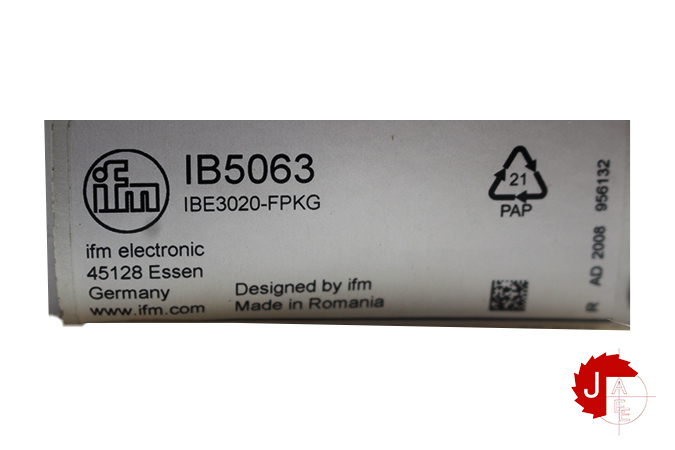 ifm
IB5063
IBE3020-FPKG
ifm electronic
45128 Essen
Germany
www.ifm.com
Designed by ifm
Made in Romania
21
PAP
R AD 2008 956132
J